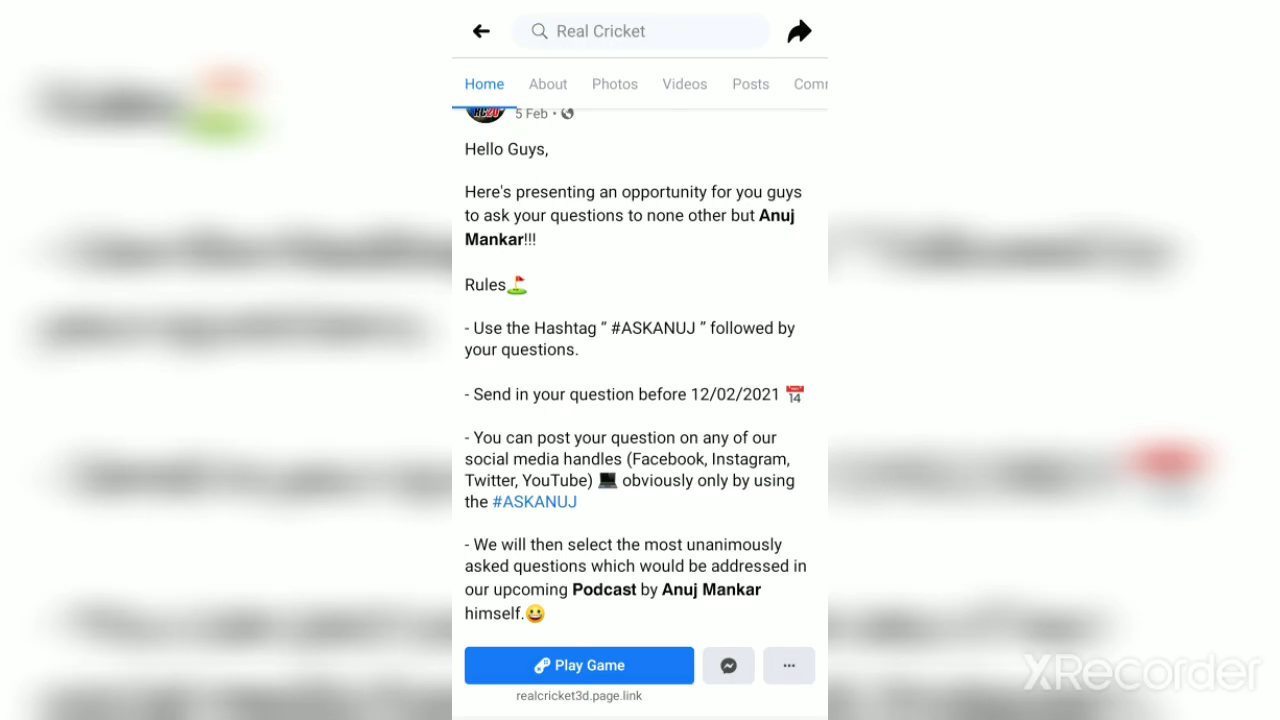 Real Cricket
Home About Photos Videos Posts Comm
RC20 5 Feb •
Hello Guys,
Here's presenting an opportunity for you guys
to ask your questions to none other but Anuj
Mankar!!!
Rules⛳
- Use the Hashtag “ #ASKANUJ ” followed by
your questions.
- Send in your question before 12/02/2021 📅
- You can post your question on any of our
social media handles (Facebook, Instagram,
Twitter, YouTube) 💻 obviously only by using
the #ASKANUJ
- We will then select the most unanimously
asked questions which would be addressed in
our upcoming Podcast by Anuj Mankar
himself.😀
Play Game
realcricket3d.page.link
XRecorder